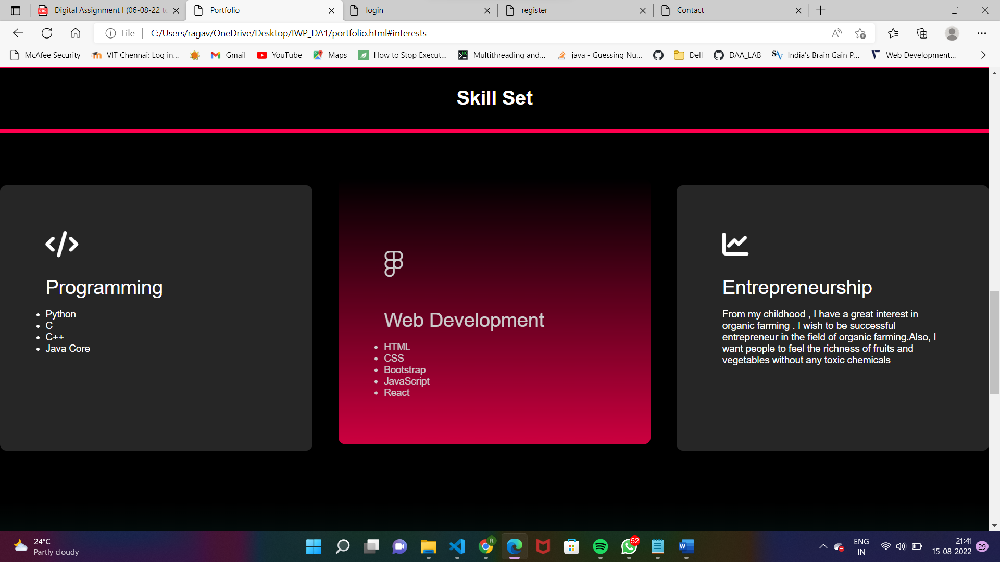 Digital Assignment I (06-08-22 to
Portfolio
login
register
Contact
File
C:/Users/ragav/OneDrive/Desktop/IWP_DA1/portfolio.html#interests
McAfee Security
VIT Chennai: Log in...
Gmail
YouTube
Maps
How to Stop Execut...
Multithreading and...
java - Guessing Nu...
Dell
DAA_LAB
India's Brain Gain P...
Web Development...
Skill Set
Programming
Python
C
C++
Java Core
Web Development
HTML
CSS
Bootstrap
JavaScript
React
Entrepreneurship
From my childhood , I have a great interest in
organic farming . I wish to be successful
entrepreneur in the field of organic farming.Also, I
want people to feel the richness of fruits and
vegetables without any toxic chemicals
24°C
Partly cloudy
R
52
ENG
IN
21:41
15-08-2022
29